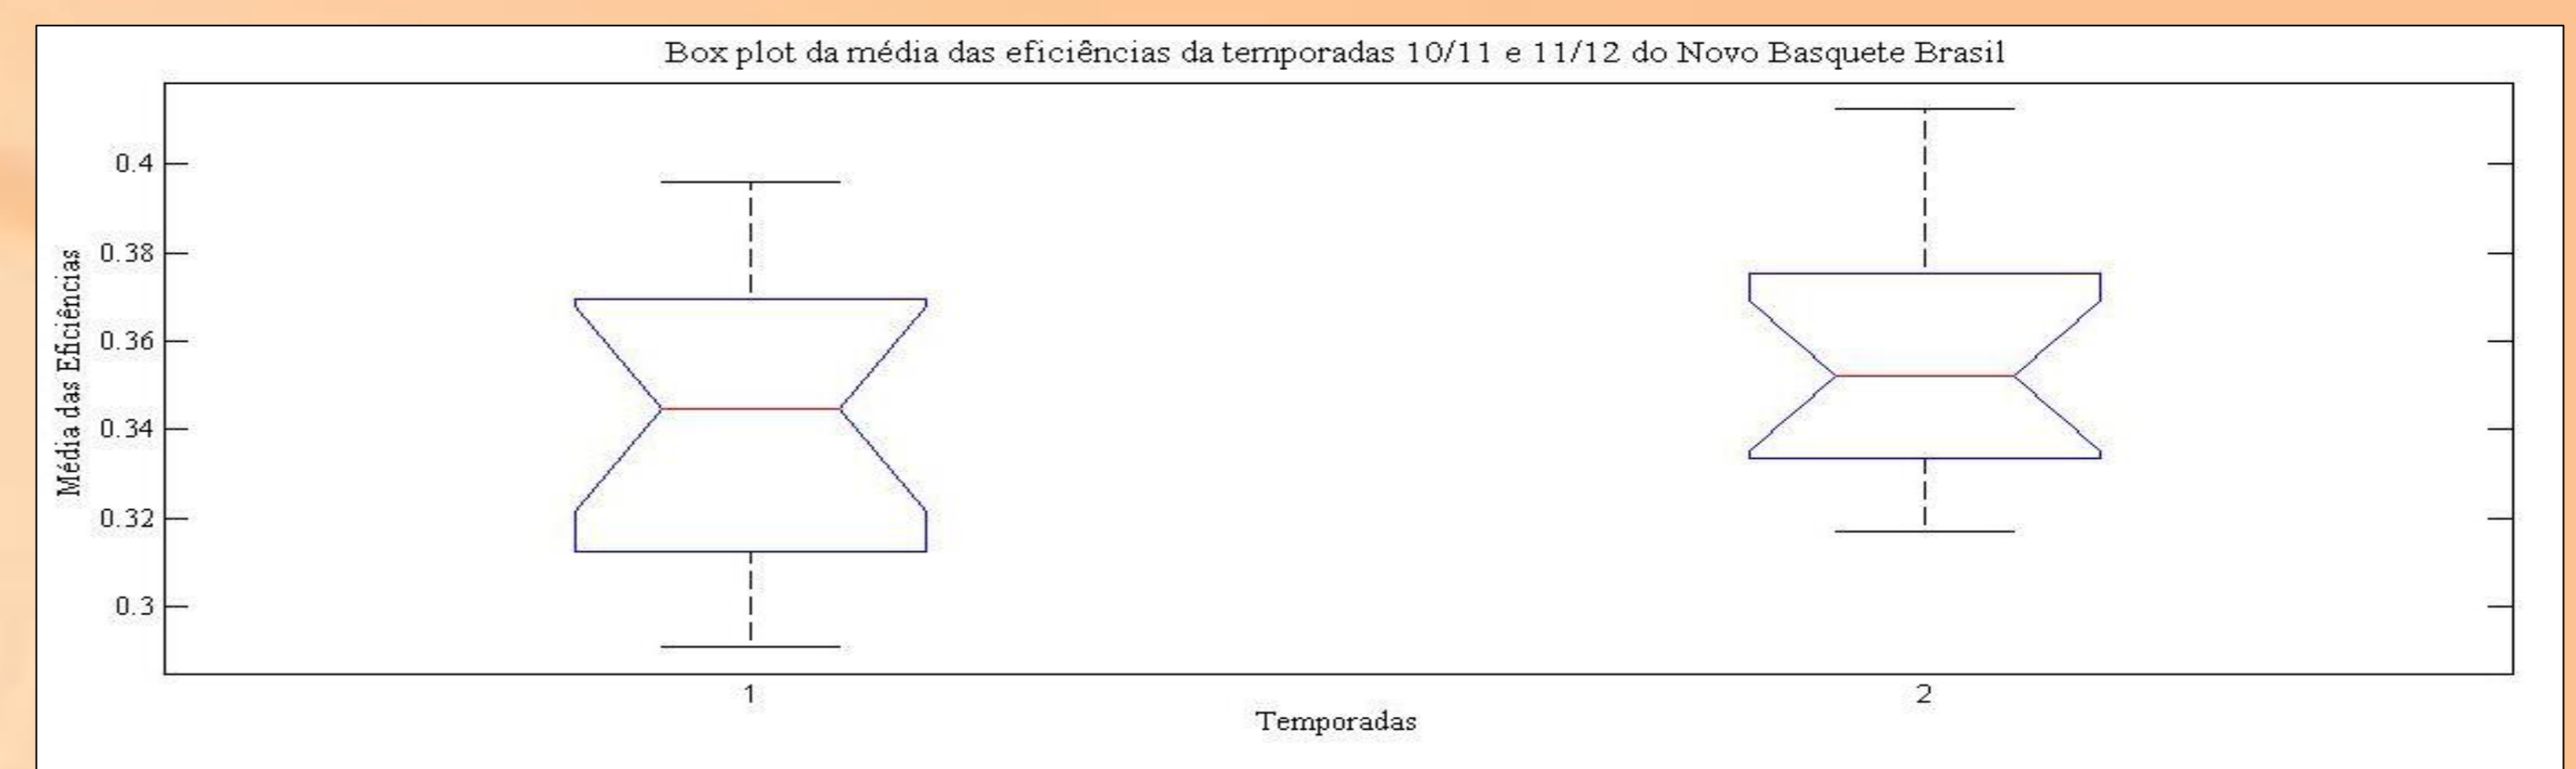 Box plot da média das eficiências da temporadas 10/11 e 11/12 do Novo Basquete Brasil
Média das Eficiências
0.4
0.38
0.36
0.34
0.32
0.3
1
2
Temporadas